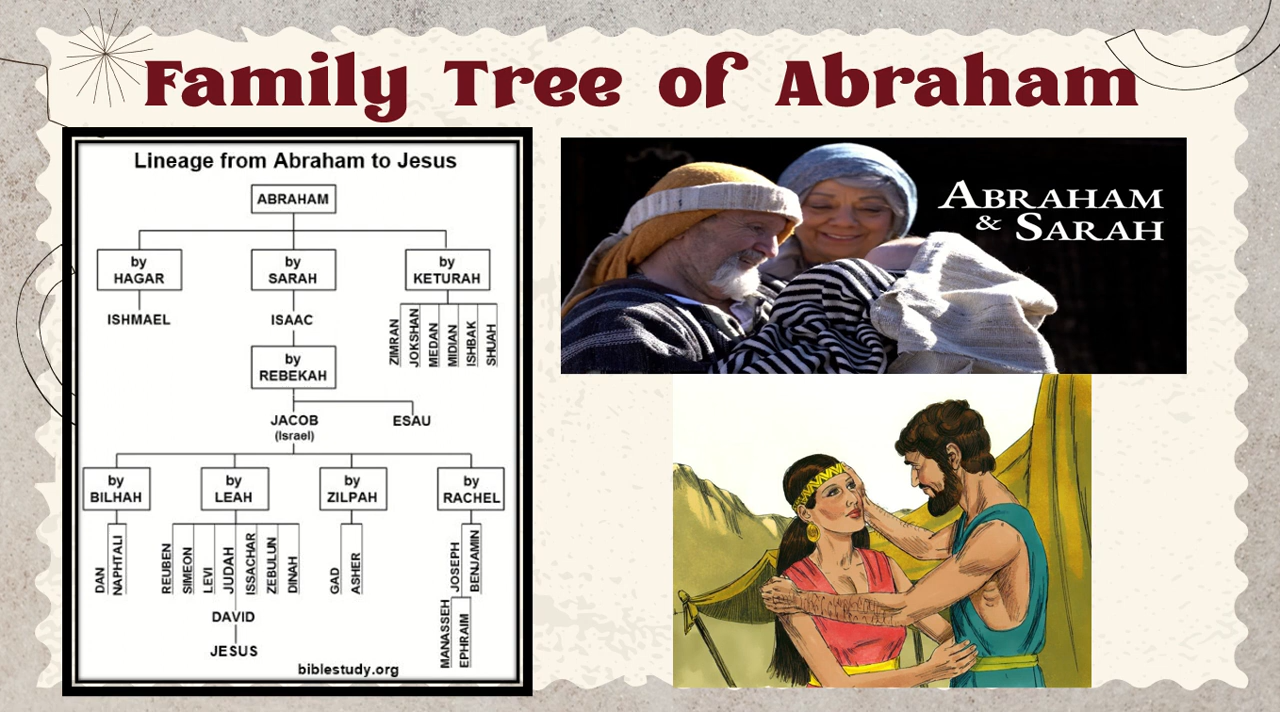 Family Tree of Abraham
Lineage from Abraham to Jesus
ABRAHAM
by HAGAR
by SARAH
by KETURAH
ISHMAEL
ISAAC
ZIMRAN
JOKSHAN
MEDAN
MIDIAN
ISHBAK
SHUAH
by REBEKAH
JACOB
(Israel)
ESAU
by BILHAH
by LEAH
by ZILPAH
by RACHEL
DAN
NAPHTALI
REUBEN
SIMEON
LEVI
JUDAH
ISSACHAR
ZEBULUN
DINAH
GAD
ASHER
JOSEPH
BENJAMIN
DAVID
JESUS
MANASSEH
EPHRAIM
biblestudy.org
ABRAHAM
& SARAH